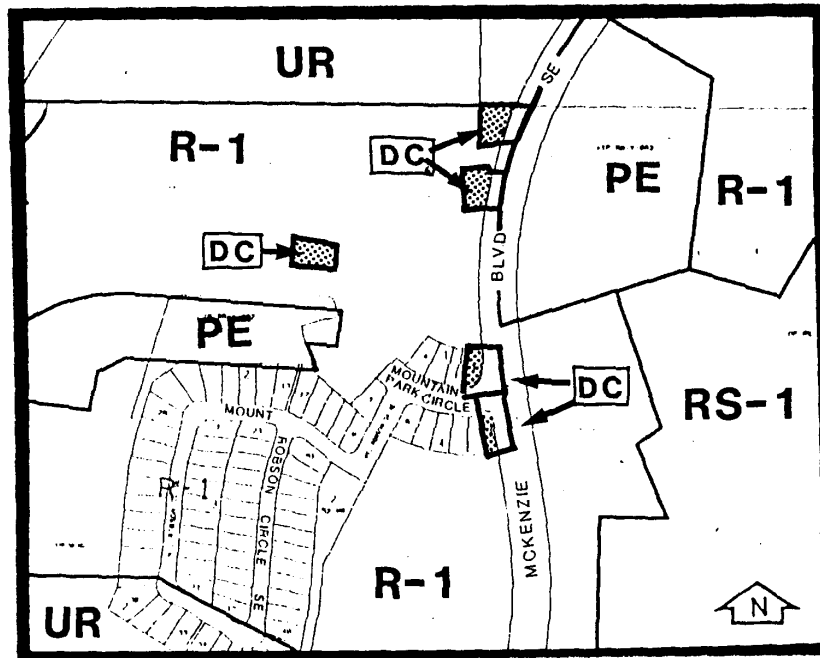 UR
SE
R-1
DC
PE
R-1
DC
BLVD
PE
MOUNTAIN
PARK CIRCLE
DC
RS-1
MOUNT
ROBSON CIRCLE SE
R-1
R-1
MCKENZIE
UR
N